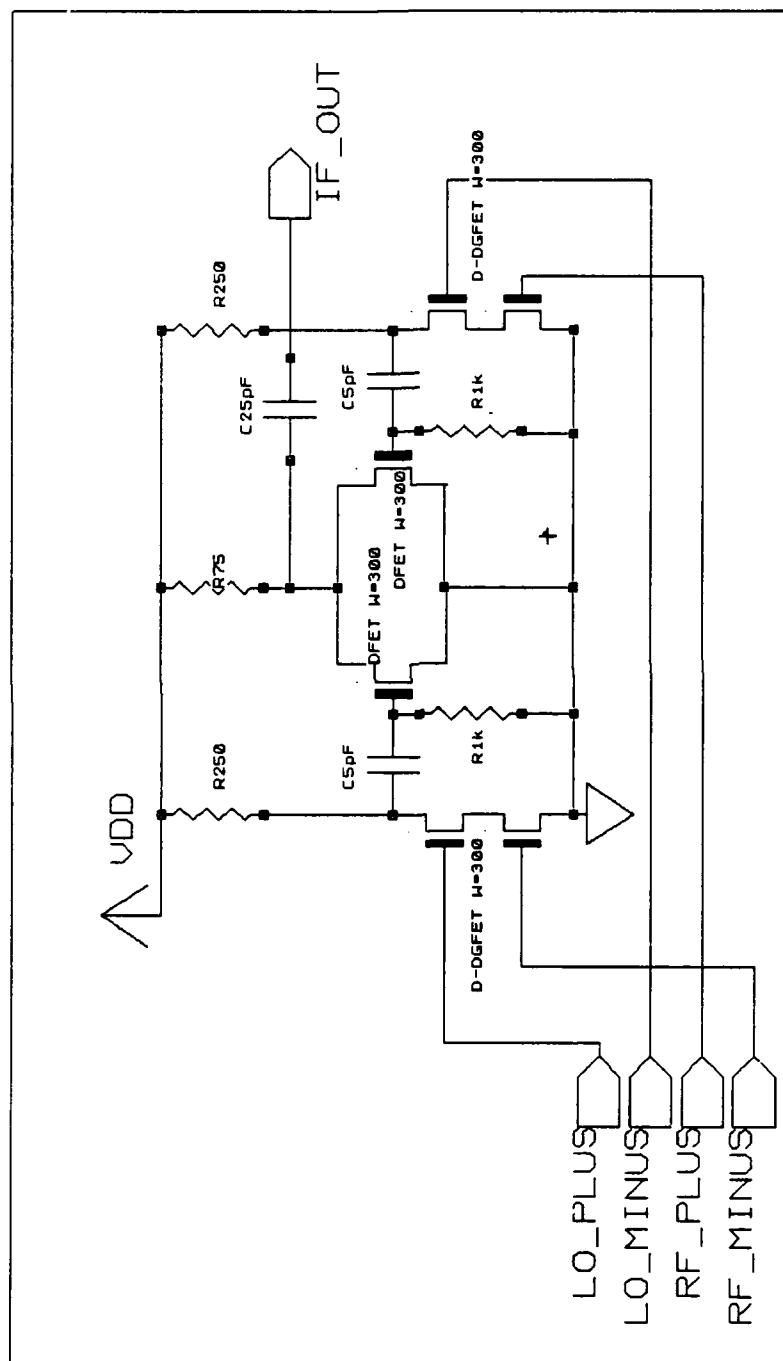 VDD
IF_OUT
R250
R75
R250
C25pF
C5pF
C5pF
DFET W=300
DFET W=300
R1k
R1k
D-DGFET W=300
D-DGFET W=300
LO_PLUS
LO_MINUS
RF_PLUS
RF_MINUS